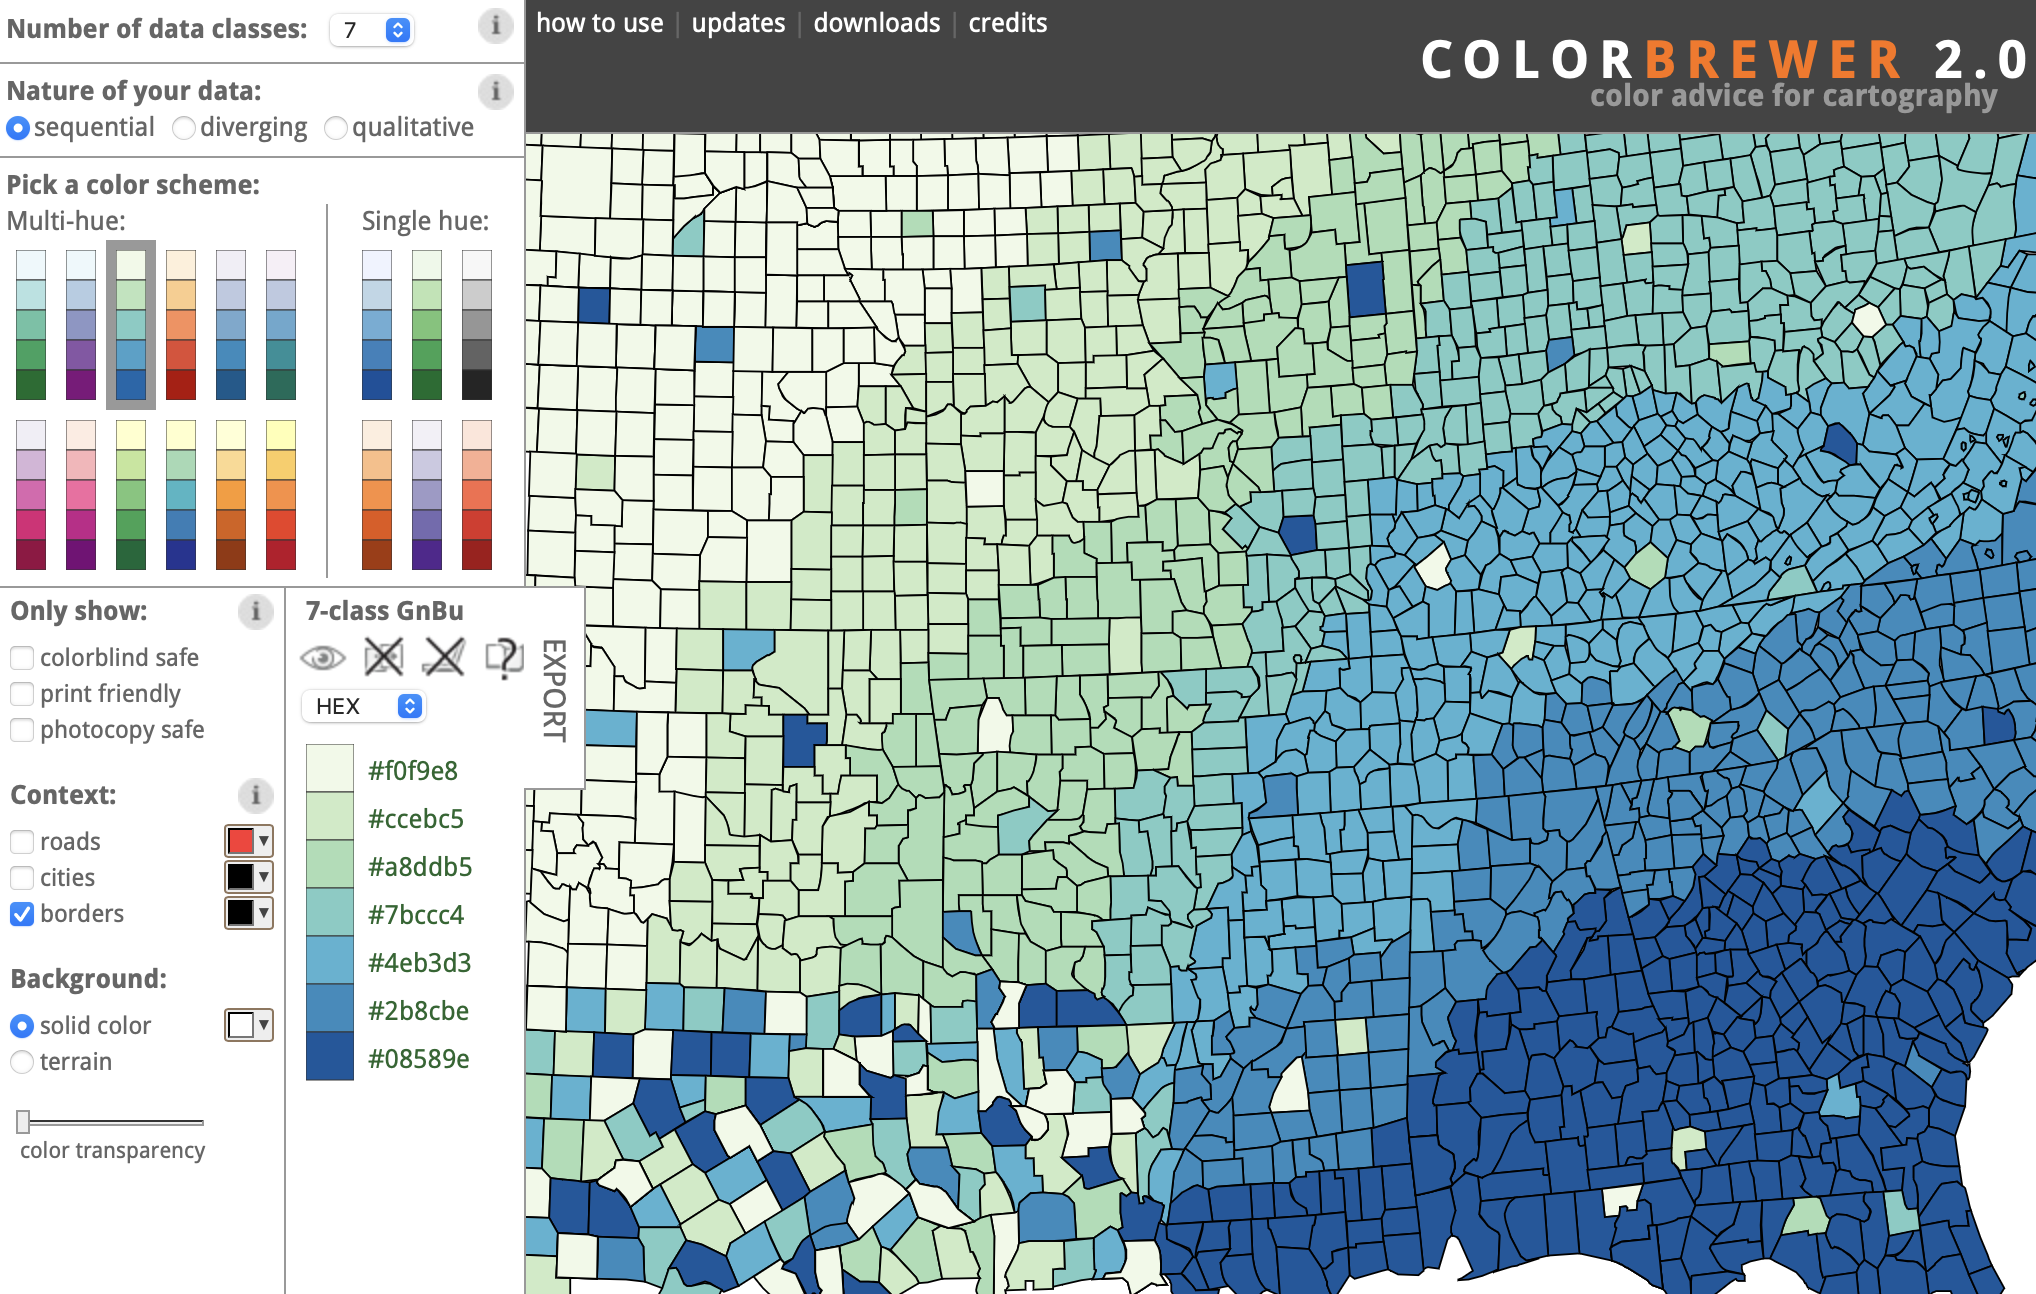 Number of data classes: 7 i
how to use | updates | downloads | credits
COLORBREWER 2.0
color advice for cartography
Nature of your data: i
sequential diverging qualitative
Pick a color scheme:
Multi-hue: Single hue:
Only show: i
colorblind safe
print friendly
photocopy safe
Context: i
roads
cities
borders
Background:
solid color
terrain
color transparency
7-class GnBu
?
HEX
EXPORT
#f0f9e8
#ccebc5
#a8ddb5
#7bccc4
#4eb3d3
#2b8cbe
#08589e